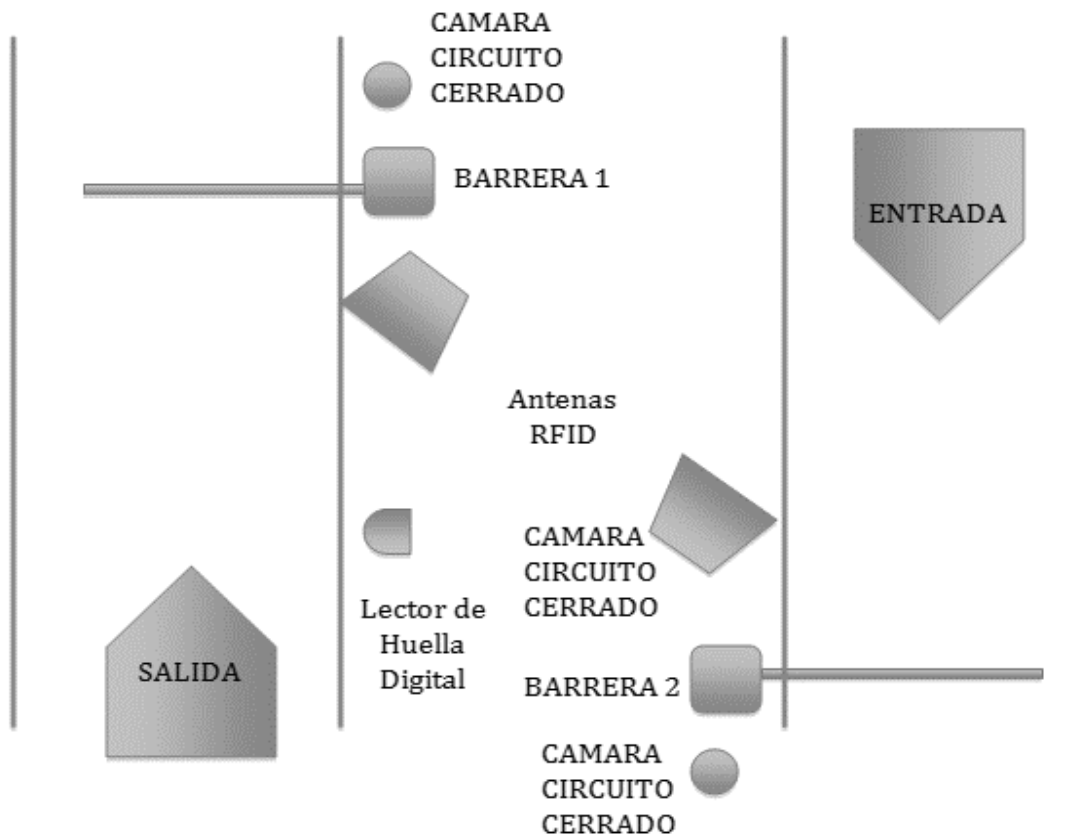 CAMARA
CIRCUITO
CERRADO
BARRERA 1
ENTRADA
Antenas
RFID
CAMARA
CIRCUITO
CERRADO
Lector de
Huella
Digital
SALIDA
BARRERA 2
CAMARA
CIRCUITO
CERRADO